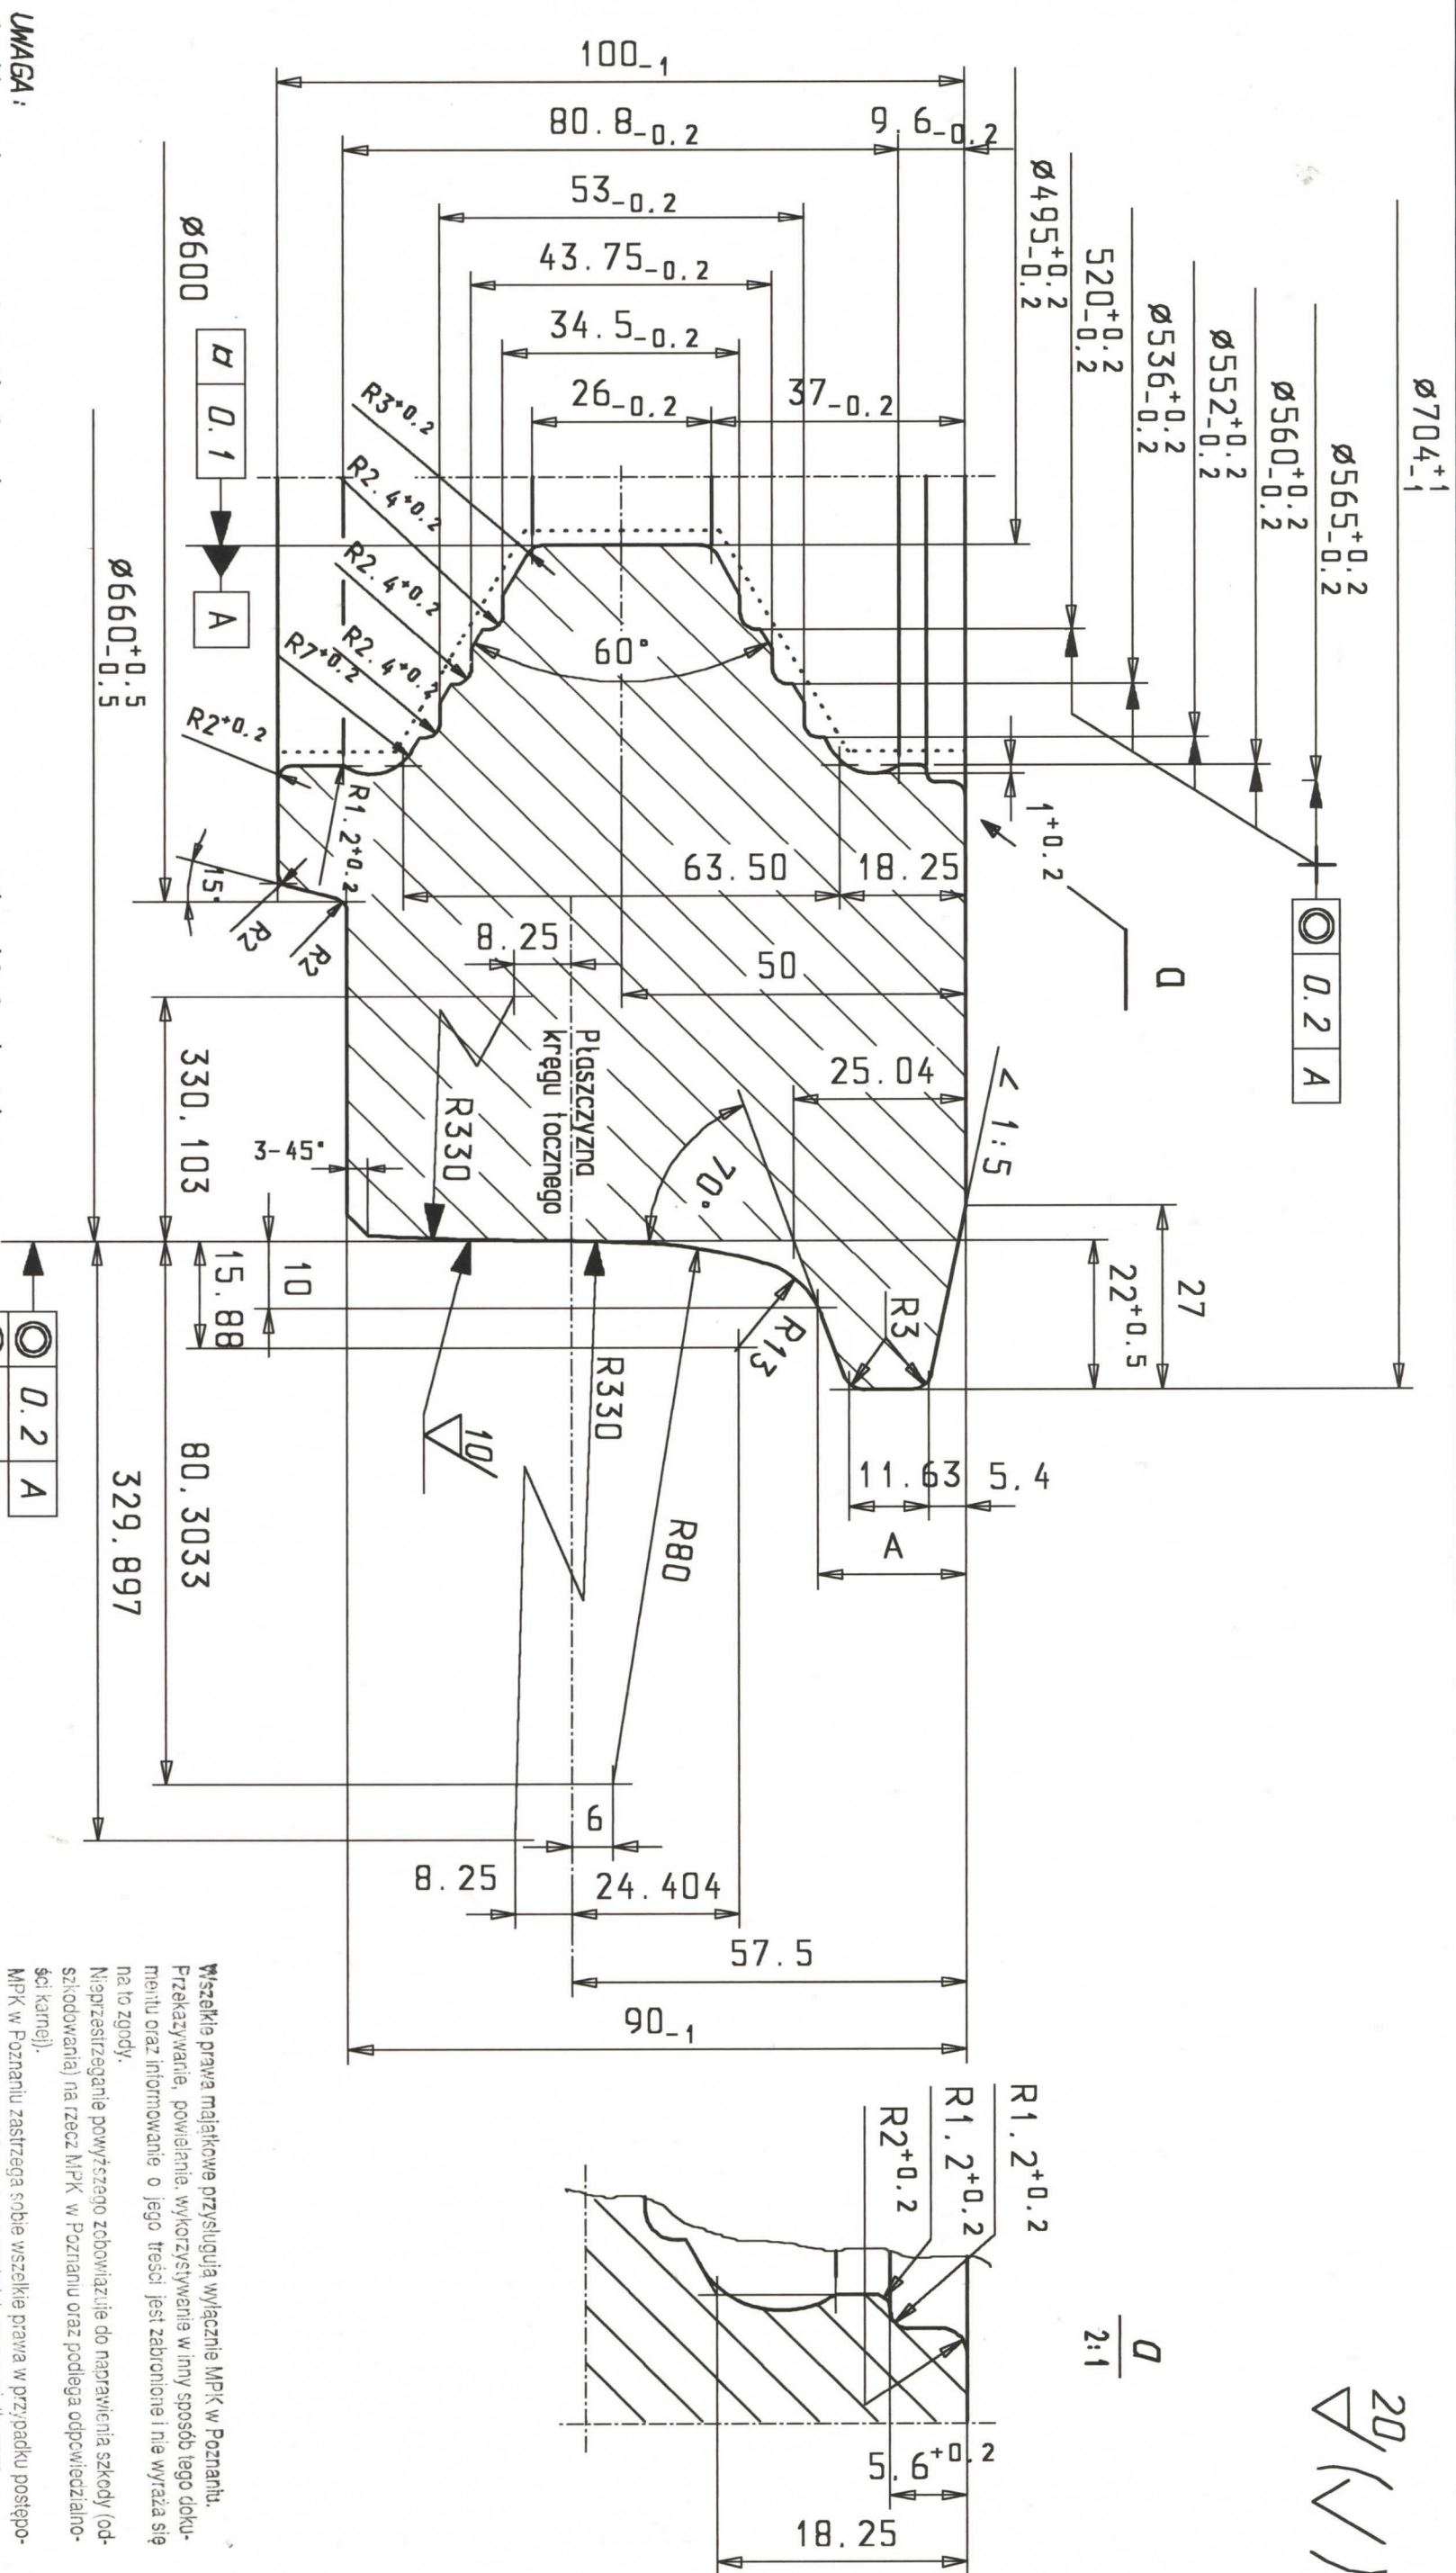 UWAGA:
100-1
80.8-0.2
9.6-0.2
53-0.2
43.75-0.2
34.5-0.2
26-0.2
37-0.2
ø495+0.2-0.2
520+0.2-0.2
ø536+0.2-0.2
ø552+0.2-0.2
ø560+0.2-0.2
ø565+0.2-0.2
ø704+1-1
◎ 0.2 A
ø600
0.1
A
ø660+0.5-0.5
R3+0.2
R2.4+0.2
R2.4+0.2
R2.4+0.2
R7+0.2
R2+0.2
R1.2+0.2
15°
R2
R2
60°
1+0.2
a
63.50
18.25
8.25
50
Płaszczyzna
kręgu tocznego
25.04
< 1:5
70°
R330
3-45°
330.103
10
15.88
R13
R3
27
22+0.5
11.63
5.4
A
R330
10/
R80
80.3033
329.897
◎ 0.2 A
6
8.25
24.404
57.5
90-1
R1.2+0.2
R1.2+0.2
R2+0.2
a
2:1
5.6+0.2
18.25
20/ ( )
Wszelkie prawa majątkowe przysługują wyłącznie MPK w Poznaniu.
Przekazywanie, powielanie, wykorzystywanie w inny sposób tego doku-
mentu oraz informowanie o jego treści jest zabronione i nie wyraża się
na to zgody.
Nieprzestrzeganie powyższego zobowiązuje do naprawienia szkody (od-
szkodowania) na rzecz MPK w Poznaniu oraz podlega odpowiedzialno-
ści karnej).
MPK w Poznaniu zastrzega sobie wszelkie prawa w przypadku postępo-